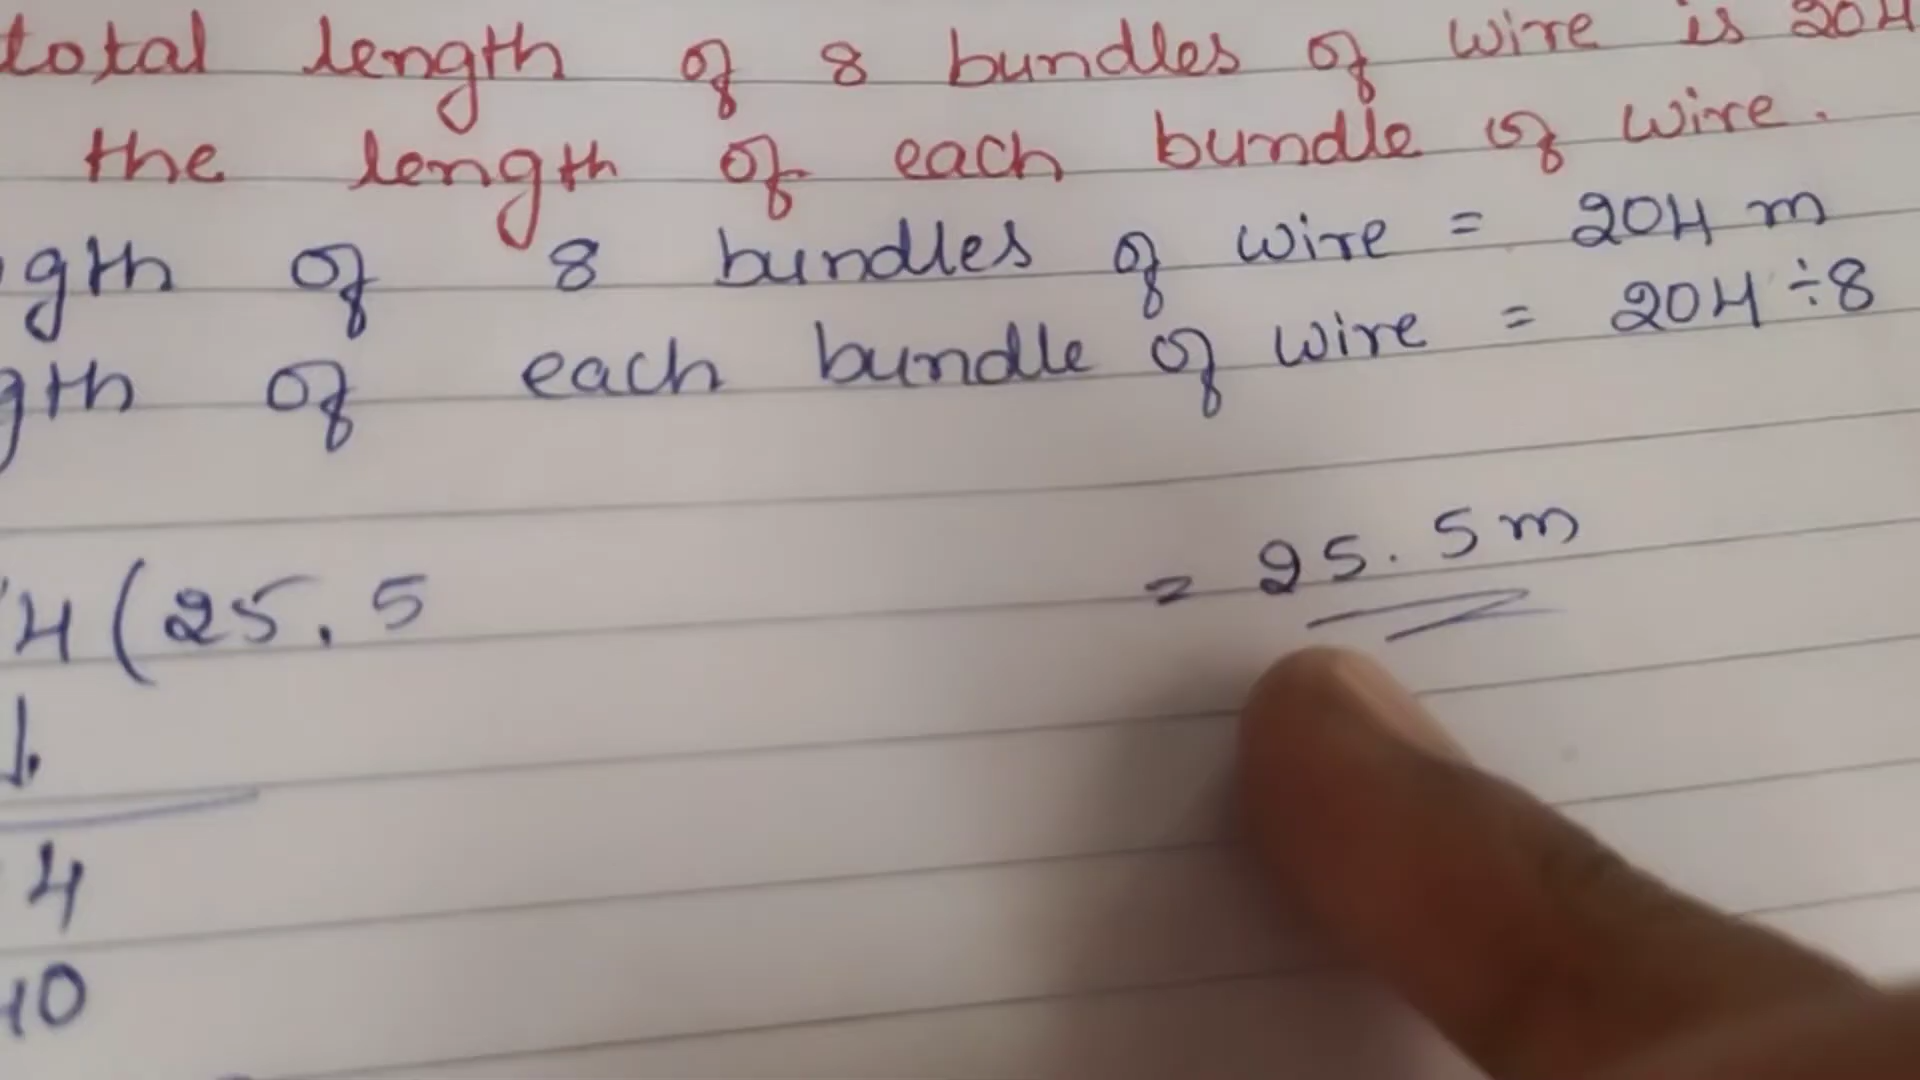 total length of 8 bundles of wire is 204
the length of each bundle of wire.
gth of 8 bundles of wire = 204 m
gth of each bundle of wire = 204 ÷ 8
= 25.5 m
4 ( 25.5
4
40